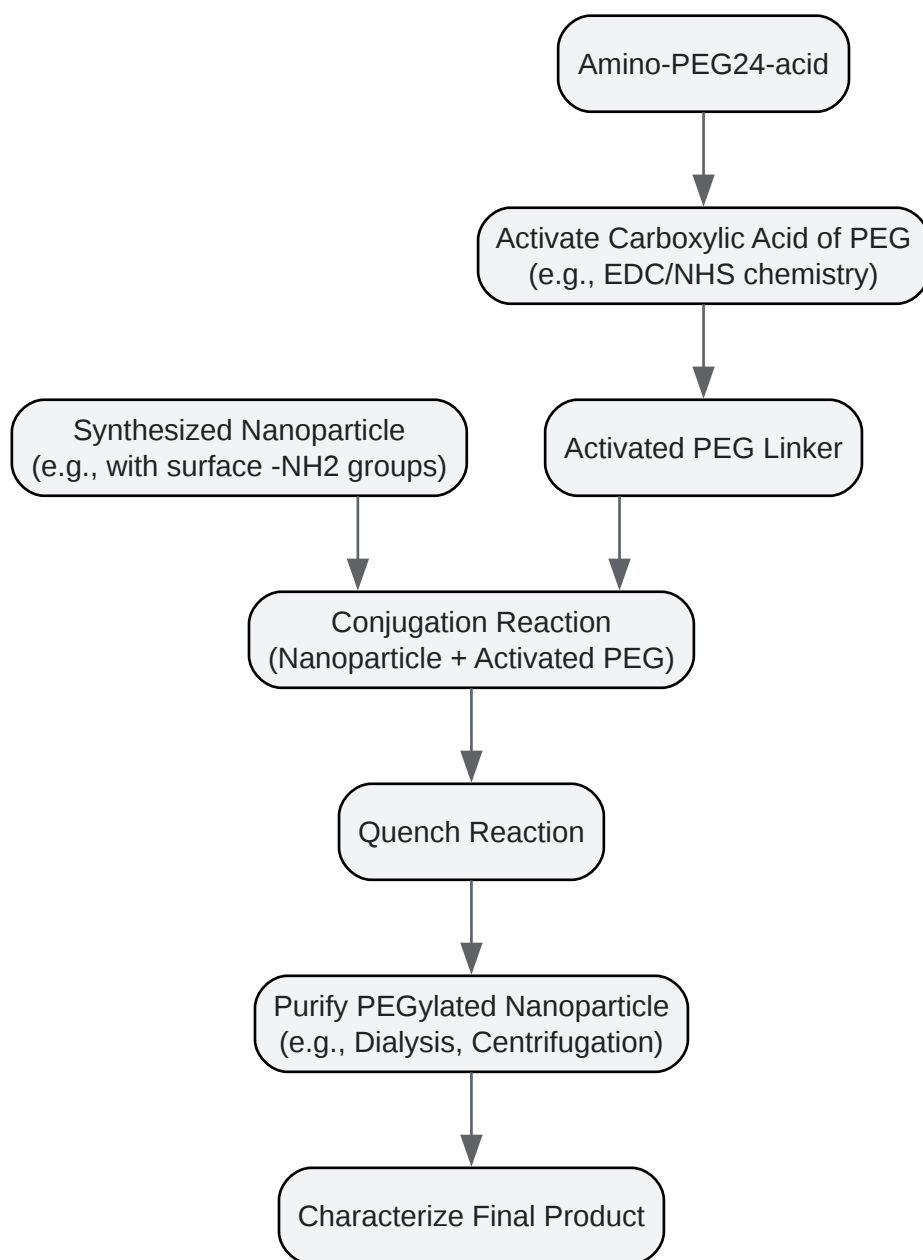 Amino-PEG24-acid
Activate Carboxylic Acid of PEG
(e.g., EDC/NHS chemistry)
Synthesized Nanoparticle
(e.g., with surface -NH2 groups)
Activated PEG Linker
Conjugation Reaction
(Nanoparticle + Activated PEG)
Quench Reaction
Purify PEGylated Nanoparticle
(e.g., Dialysis, Centrifugation)
Characterize Final Product